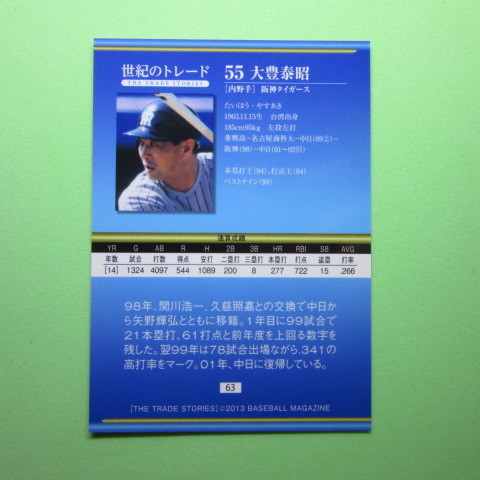 世紀のトレード
THE TRADE STORIES
55 大豊泰昭
［内野手］ 阪神タイガース
たいほう・やすあき
1963.11.15生 台湾出身
185cm95kg 左投左打
華興高−名古屋商科大−中日(89②)−
阪神(98)−中日(01〜02引)
本塁打王(94)、打点王(94)
ベストナイン(94)
通算成績
YR G AB R H 2B 3B HR RBI SB AVG
年数 試合 打数 得点 安打 二塁打 三塁打 本塁打 打点 盗塁 率
[14] 1324 4097 544 1089 200 8 277 722 15 .266
98年、関川浩一、久慈照嘉との交換で中日か
ら矢野輝弘とともに移籍。1年目に99試合で
21本塁打、61打点と前年度を上回る数字を
残した。翌99年は78試合出場ながら.341の
高打率をマーク。01年、中日に復帰している。
63
[THE TRADE STORIES]©2013 BASEBALL MAGAZINE